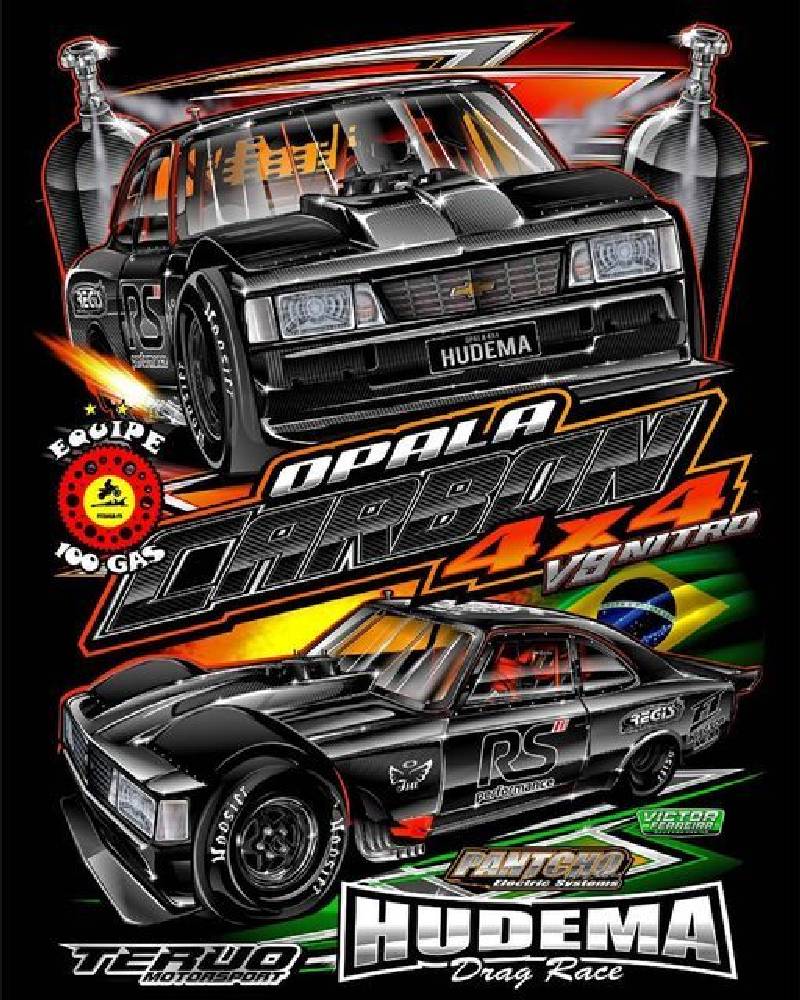 REGIS
RS
performance
Hoosier
HUDEMA
EQUIPE
100 GAS
OPALA
CARBON
4x4
V8 NITRO
REGIS
RS
performance
Hoosier
Hoosier
VICTOR
FERREIRA
PANTCHO
Electric Systems
HUDEMA
Drag Race
TERUO
MOTORSPORT